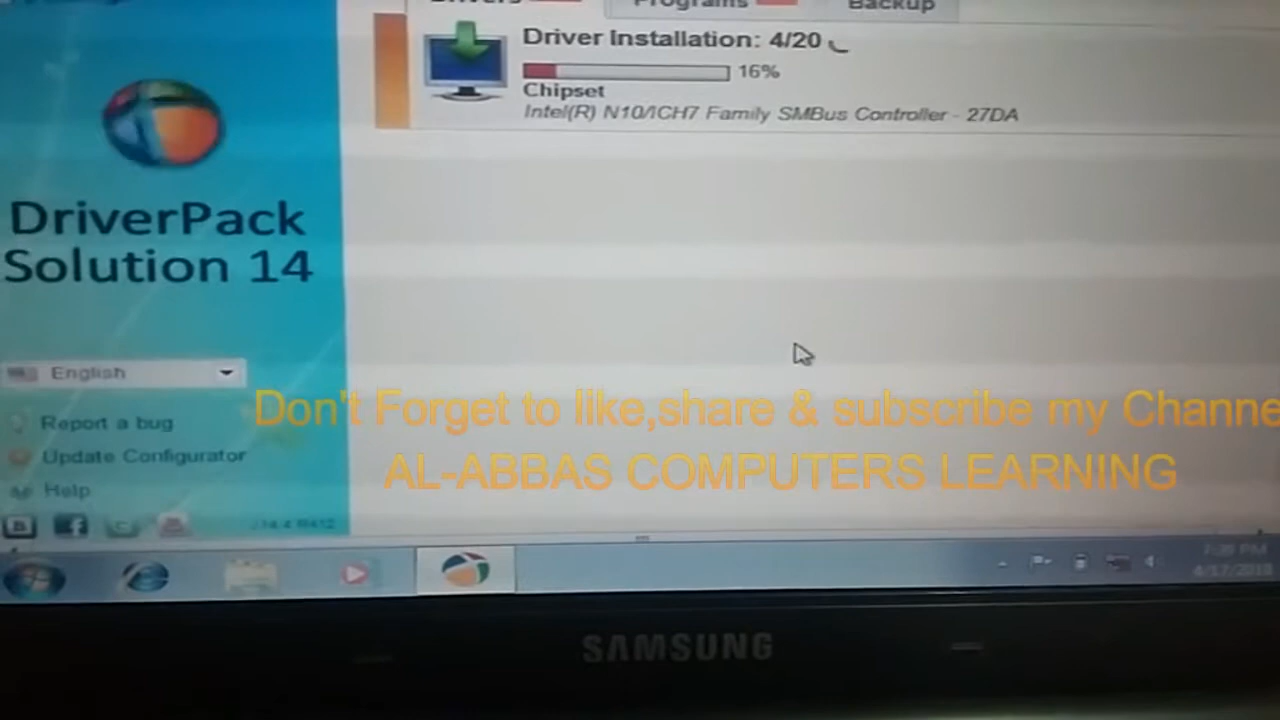 Drivers
Programs
Backup
Driver Installation: 4/20
16%
Chipset
Intel(R) N10/ICH7 Family SMBus Controller - 27DA
DriverPack
Solution 14
English
Report a bug
Update Configurator
Help
Don't Forget to like,share & subscribe my Channe
AL-ABBAS COMPUTERS LEARNING
SAMSUNG